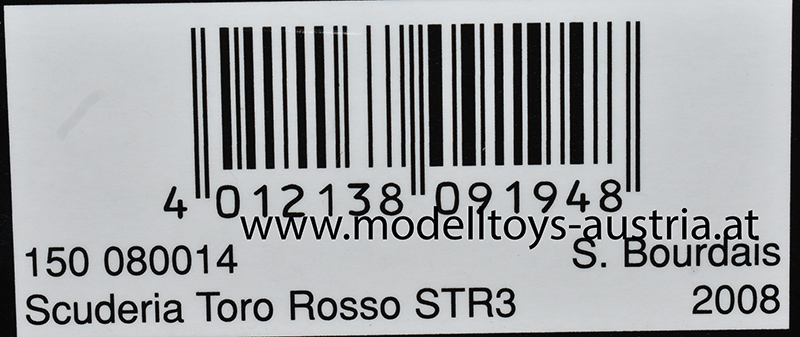 4 012138 091948
www.modelltoys-austria.at
150 080014 S. Bourdais
Scuderia Toro Rosso STR3 2008